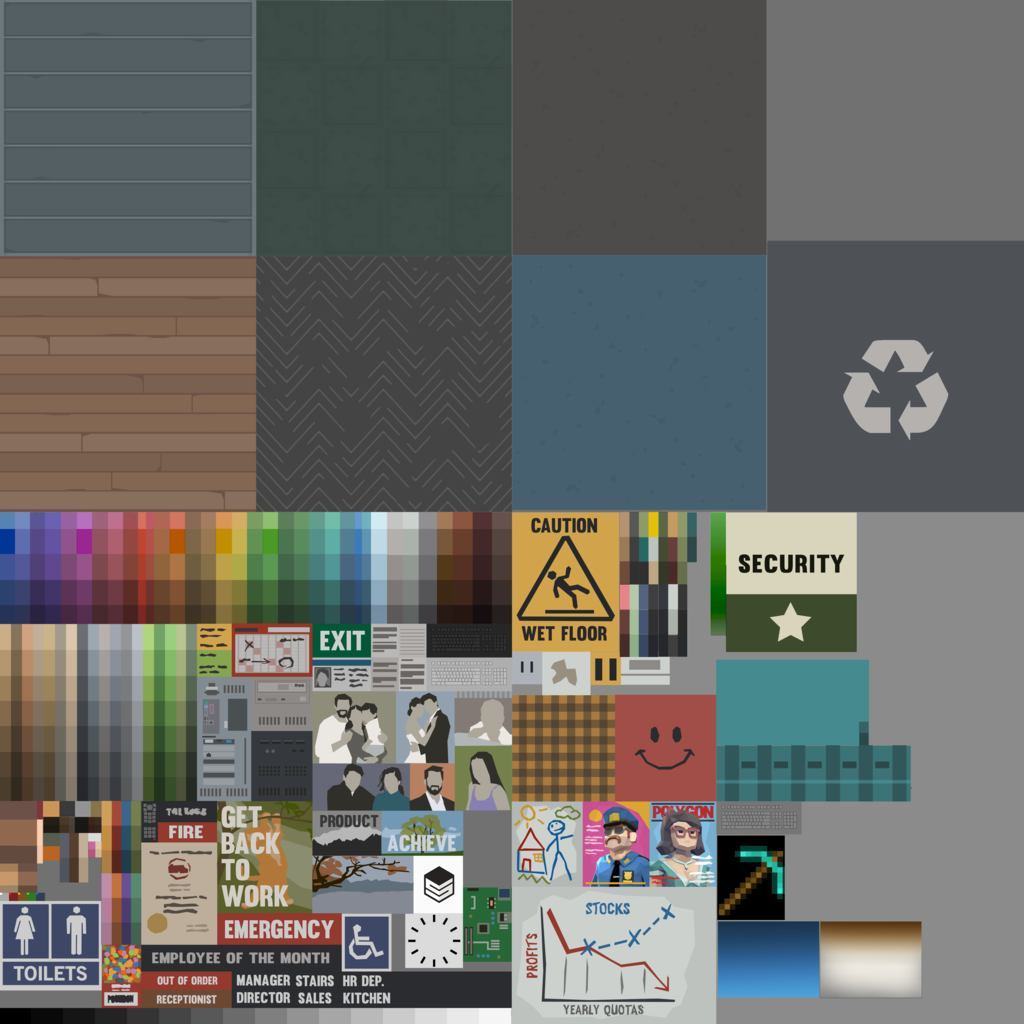 CAUTION
WET FLOOR
SECURITY
EXIT
FIRE
GET
BACK
TO
WORK
PRODUCT
ACHIEVE
POLYGON
STOCKS
PROFITS
YEARLY QUOTAS
EMERGENCY
TOILETS
EMPLOYEE OF THE MONTH
OUT OF ORDER
RECEPTIONIST
MANAGER STAIRS HR DEP.
DIRECTOR SALES KITCHEN